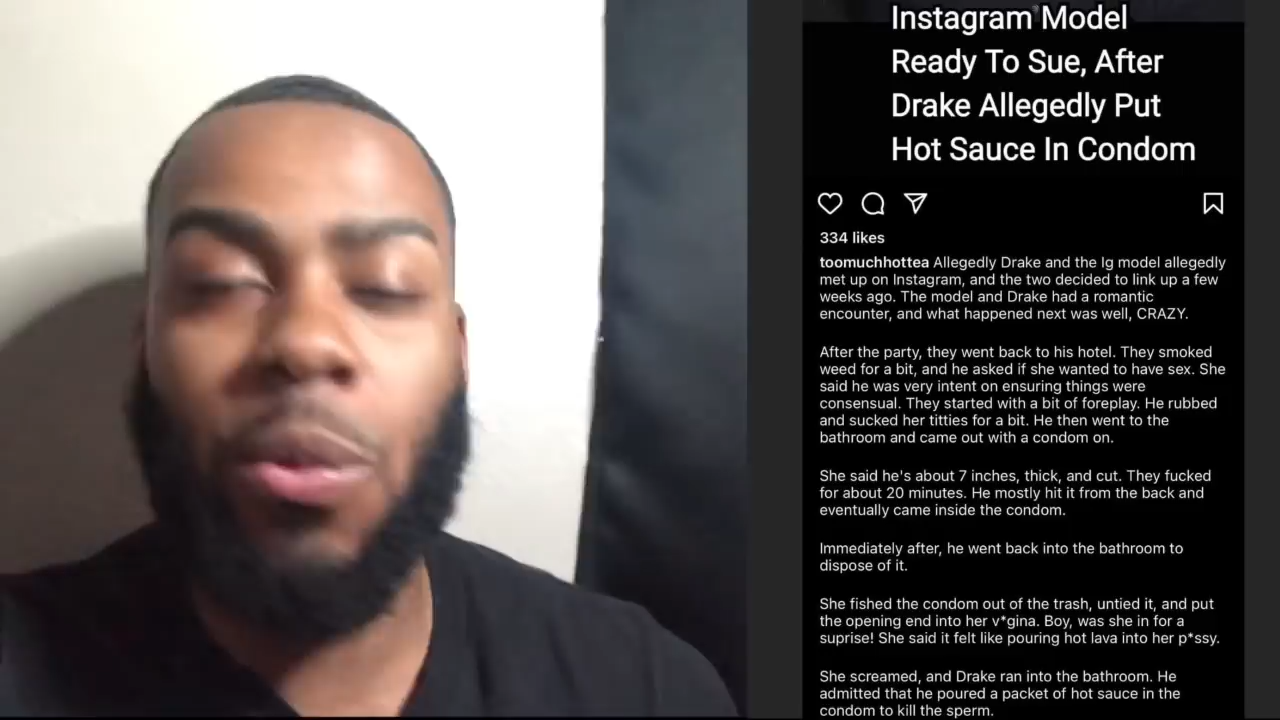 Instagram Model
Ready To Sue, After
Drake Allegedly Put
Hot Sauce In Condom
334 likes
toomuchhottea Allegedly Drake and the Ig model allegedly
met up on Instagram, and the two decided to link up a few
weeks ago. The model and Drake had a romantic
encounter, and what happened next was well, CRAZY.
After the party, they went back to his hotel. They smoked
weed for a bit, and he asked if she wanted to have sex. She
said he was very intent on ensuring things were
consensual. They started with a bit of foreplay. He rubbed
and sucked her titties for a bit. He then went to the
bathroom and came out with a condom on.
She said he's about 7 inches, thick, and cut. They fucked
for about 20 minutes. He mostly hit it from the back and
eventually came inside the condom.
Immediately after, he went back into the bathroom to
dispose of it.
She fished the condom out of the trash, untied it, and put
the opening end into her v*gina. Boy, was she in for a
suprise! She said it felt like pouring hot lava into her p*ssy.
She screamed, and Drake ran into the bathroom. He
admitted that he poured a packet of hot sauce in the
condom to kill the sperm.